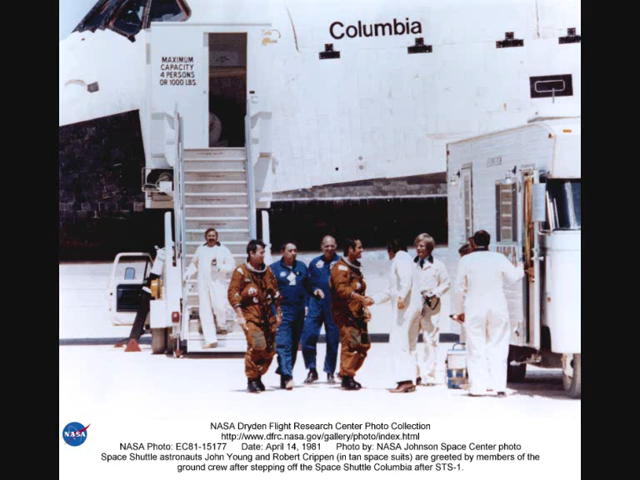 Columbia
MAXIMUM
CAPACITY
4 PERSONS
OR 1000 LBS.
NASA
NASA Dryden Flight Research Center Photo Collection
http://www.dfrc.nasa.gov/gallery/photo/index.html
NASA Photo: EC81-15177 Date: April 14, 1981 Photo by: NASA Johnson Space Center photo
Space Shuttle astronauts John Young and Robert Crippen (in tan space suits) are greeted by members of the
ground crew after stepping off the Space Shuttle Columbia after STS-1.